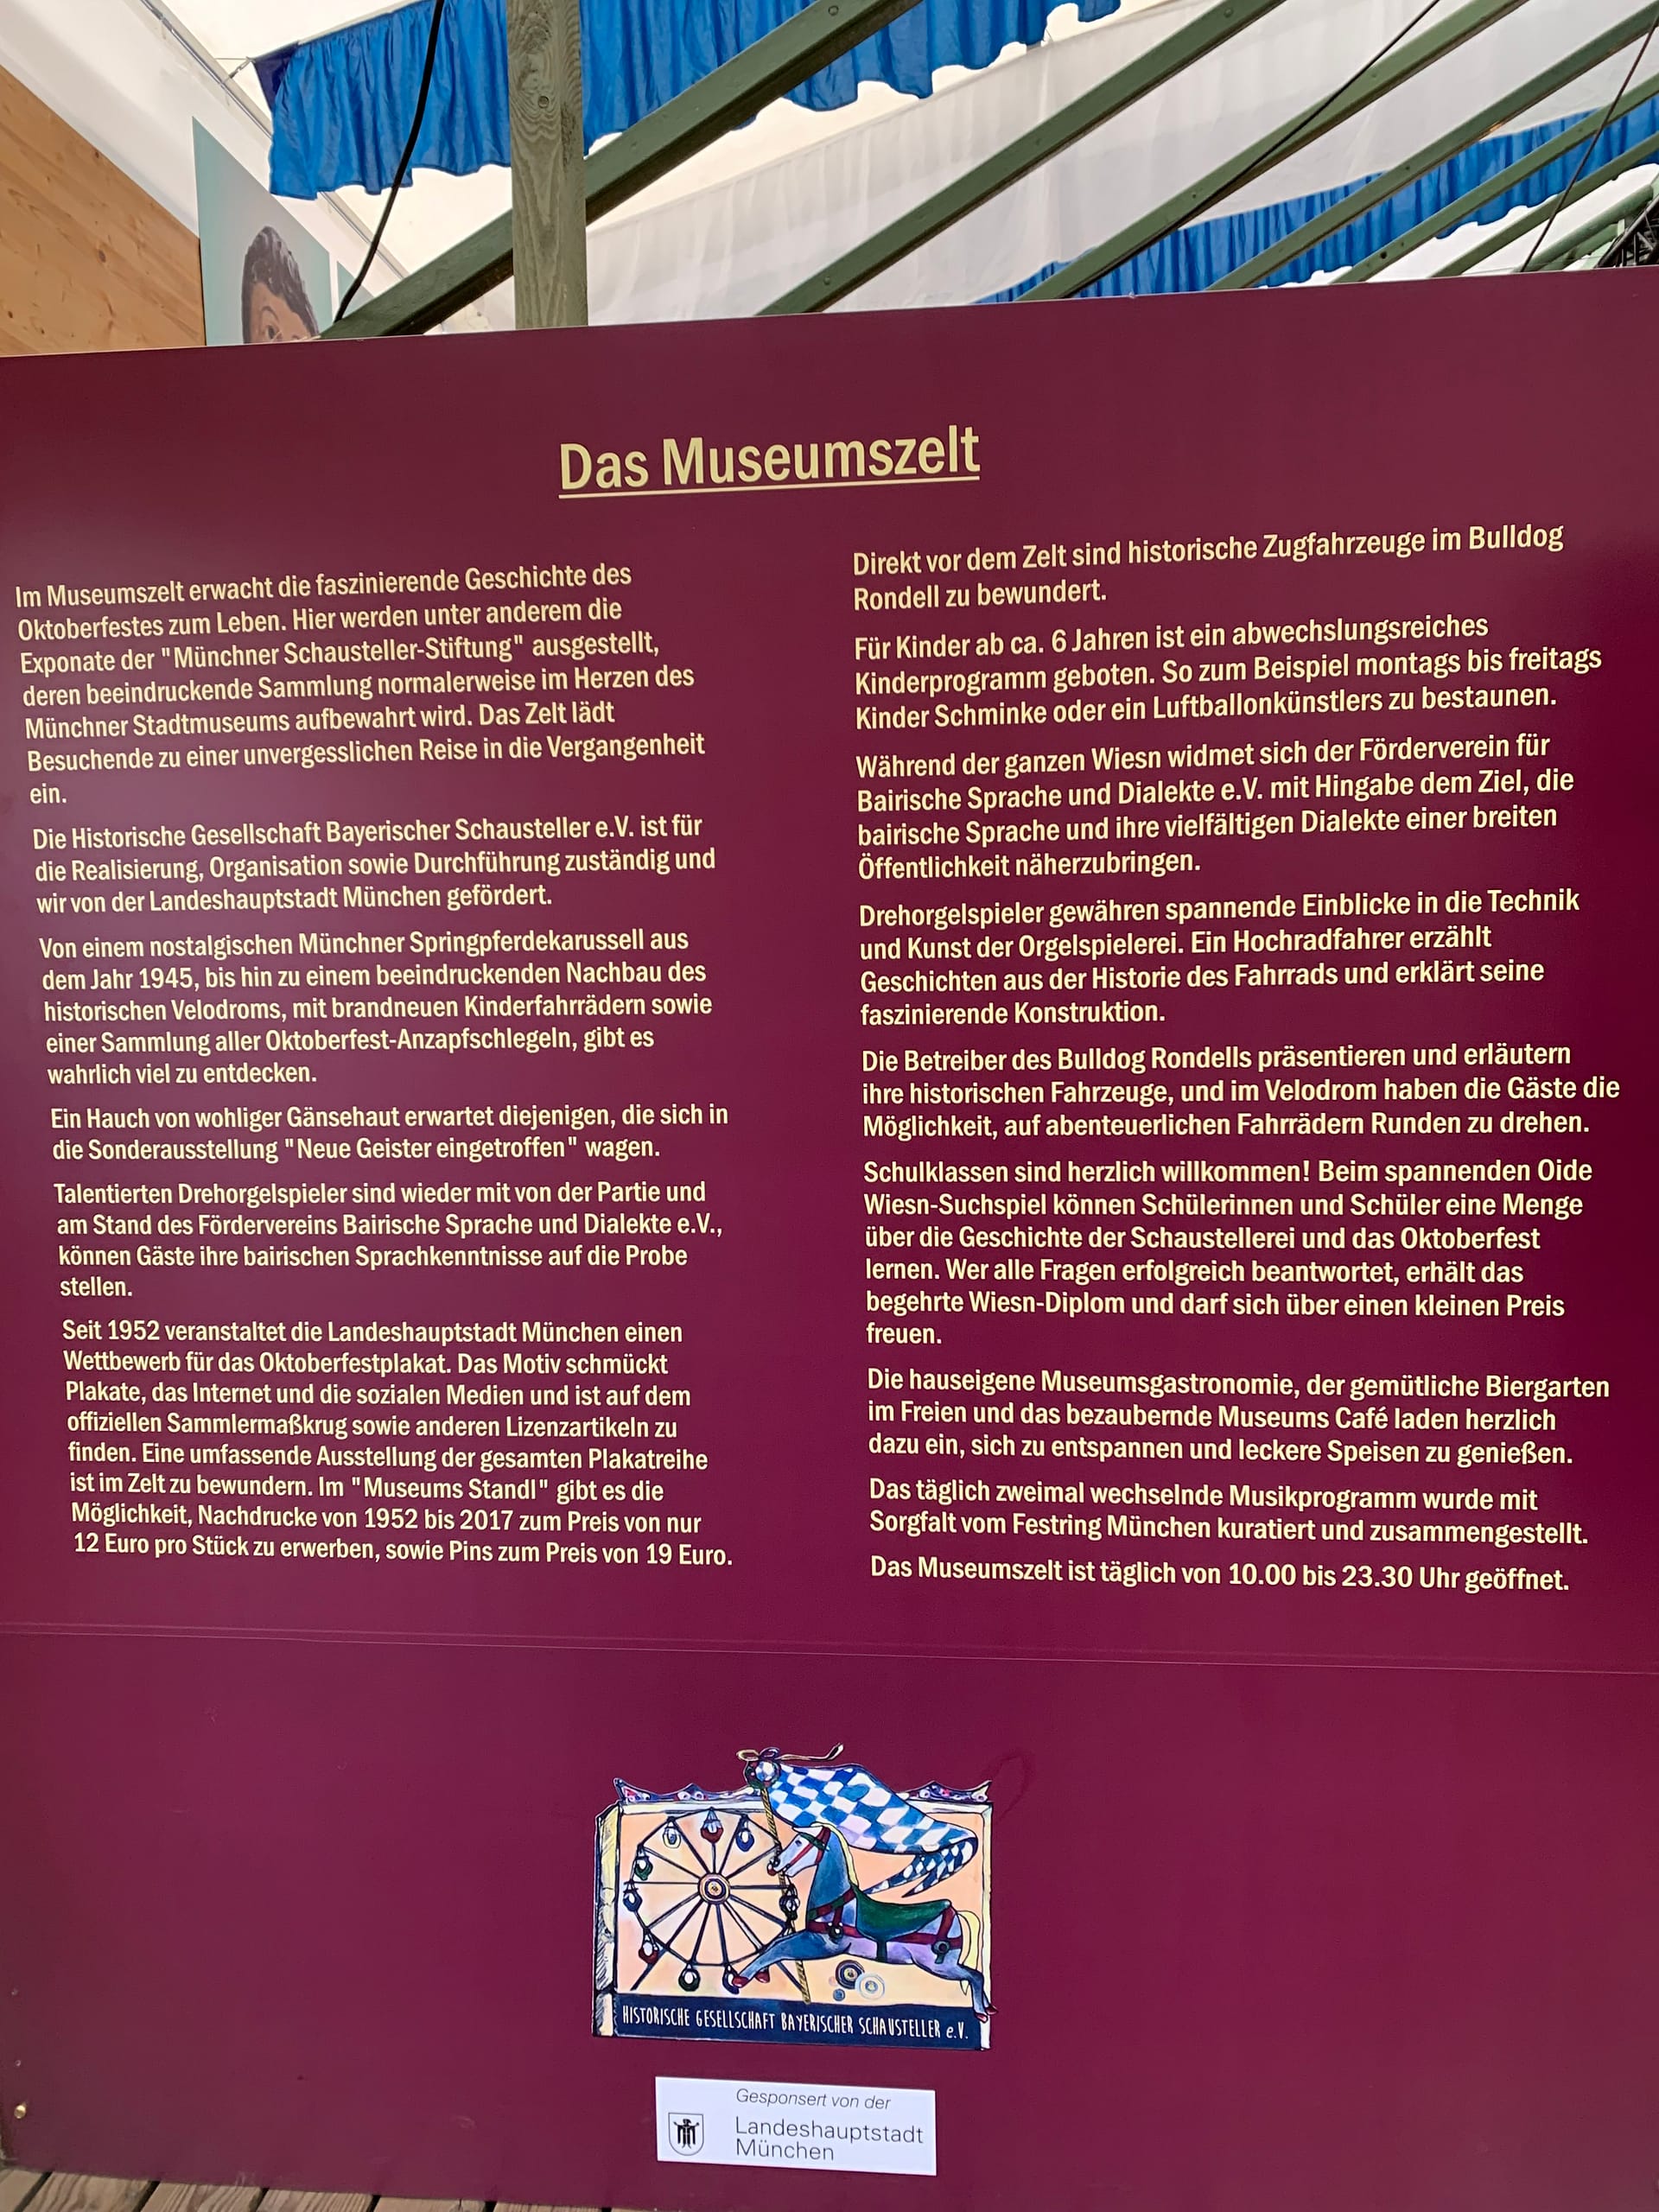 Das Museumszelt
Im Museumszelt erwacht die faszinierende Geschichte des
Oktoberfestes zum Leben. Hier werden unter anderem die
Exponate der "Münchner Schausteller-Stiftung" ausgestellt,
deren beeindruckende Sammlung normalerweise im Herzen des
Münchner Stadtmuseums aufbewahrt wird. Das Zelt lädt
Besuchende zu einer unvergesslichen Reise in die Vergangenheit
ein.
Die Historische Gesellschaft Bayerischer Schausteller e.V. ist für
die Realisierung, Organisation sowie Durchführung zuständig und
wir von der Landeshauptstadt München gefördert.
Von einem nostalgischen Münchner Springpferdekarussell aus
dem Jahr 1945, bis hin zu einem beeindruckenden Nachbau des
historischen Velodroms, mit brandneuen Kinderfahrrädern sowie
einer Sammlung aller Oktoberfest-Anzapfschlegeln, gibt es
wahrlich viel zu entdecken.
Ein Hauch von wohliger Gänsehaut erwartet diejenigen, die sich in
die Sonderausstellung "Neue Geister eingetroffen" wagen.
Talentierten Drehorgelspieler sind wieder mit von der Partie und
am Stand des Fördervereins Bairische Sprache und Dialekte e.V.,
können Gäste ihre bairischen Sprachkenntnisse auf die Probe
stellen.
Seit 1952 veranstaltet die Landeshauptstadt München einen
Wettbewerb für das Oktoberfestplakat. Das Motiv schmückt
Plakate, das Internet und die sozialen Medien und ist auf dem
offiziellen Sammlermaßkrug sowie anderen Lizenzartikeln zu
finden. Eine umfassende Ausstellung der gesamten Plakatreihe
ist im Zelt zu bewundern. Im "Museums Standl" gibt es die
Möglichkeit, Nachdrucke von 1952 bis 2017 zum Preis von nur
12 Euro pro Stück zu erwerben, sowie Pins zum Preis von 19 Euro.
Direkt vor dem Zelt sind historische Zugfahrzeuge im Bulldog
Rondell zu bewundert.
Für Kinder ab ca. 6 Jahren ist ein abwechslungsreiches
Kinderprogramm geboten. So zum Beispiel montags bis freitags
Kinder Schminke oder ein Luftballonkünstlers zu bestaunen.
Während der ganzen Wiesn widmet sich der Förderverein für
Bairische Sprache und Dialekte e.V. mit Hingabe dem Ziel, die
bairische Sprache und ihre vielfältigen Dialekte einer breiten
Öffentlichkeit näherzubringen.
Drehorgelspieler gewähren spannende Einblicke in die Technik
und Kunst der Orgelspielerei. Ein Hochradfahrer erzählt
Geschichten aus der Historie des Fahrrads und erklärt seine
faszinierende Konstruktion.
Die Betreiber des Bulldog Rondells präsentieren und erläutern
ihre historischen Fahrzeuge, und im Velodrom haben die Gäste die
Möglichkeit, auf abenteuerlichen Fahrrädern Runden zu drehen.
Schulklassen sind herzlich willkommen! Beim spannenden Oide
Wiesn-Suchspiel können Schülerinnen und Schüler eine Menge
über die Geschichte der Schaustellerei und das Oktoberfest
lernen. Wer alle Fragen erfolgreich beantwortet, erhält das
begehrte Wiesn-Diplom und darf sich über einen kleinen Preis
freuen.
Die hauseigene Museumsgastronomie, der gemütliche Biergarten
im Freien und das bezaubernde Museums Café laden herzlich
dazu ein, sich zu entspannen und leckere Speisen zu genießen.
Das täglich zweimal wechselnde Musikprogramm wurde mit
Sorgfalt vom Festring München kuratiert und zusammengestellt.
Das Museumszelt ist täglich von 10.00 bis 23.30 Uhr geöffnet.
HISTORISCHE GESELLSCHAFT BAYERISCHER SCHAUSTELLER e.V.
Gesponsert von der
Landeshauptstadt
München